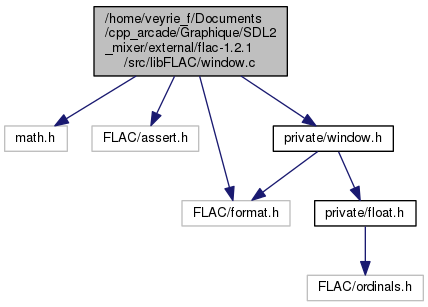 /home/veyrie_f/Documents
/cpp_arcade/Graphique/SDL2
_mixer/external/flac-1.2.1
/src/libFLAC/window.c
math.h
FLAC/assert.h
private/window.h
FLAC/format.h
private/float.h
FLAC/ordinals.h